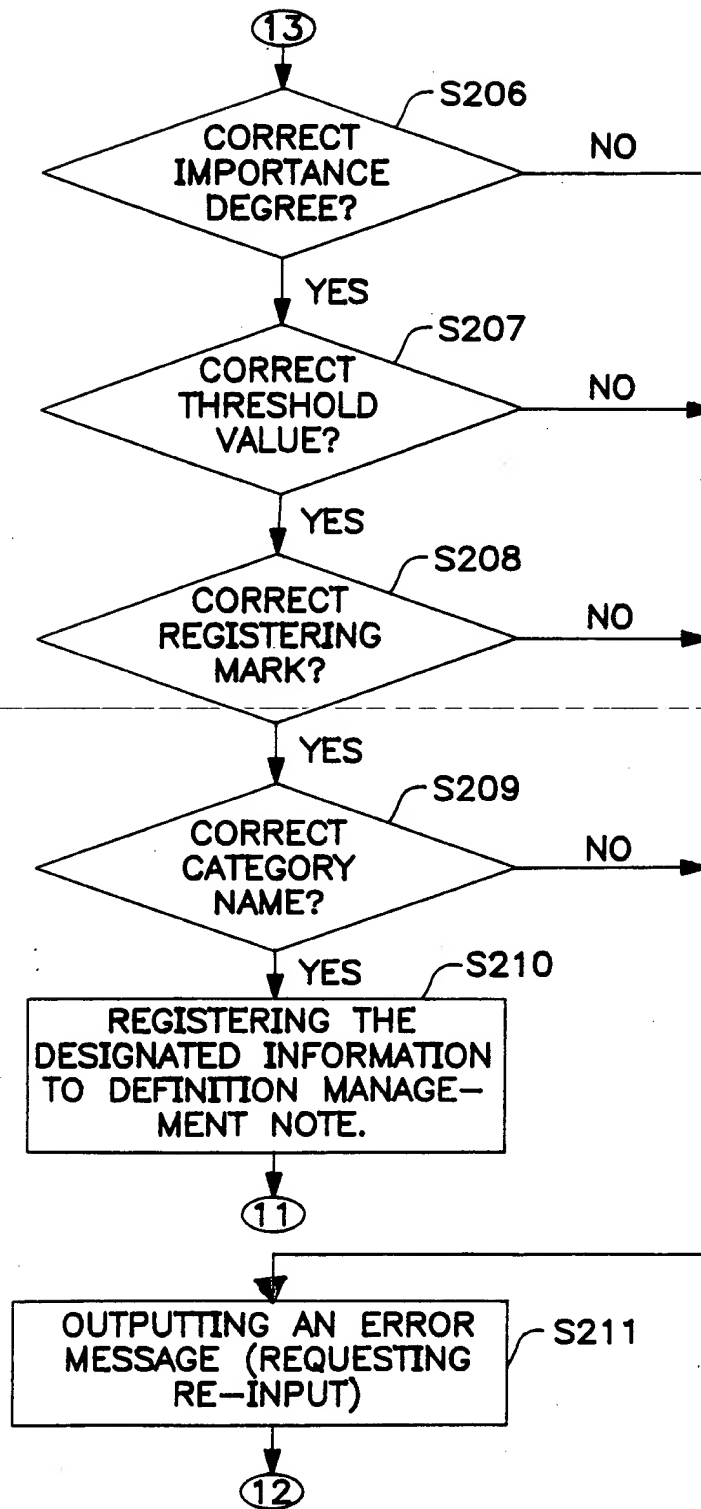 13
S206
CORRECT
IMPORTANCE
DEGREE?
NO
YES
S207
CORRECT
THRESHOLD
VALUE?
NO
YES
S208
CORRECT
REGISTERING
MARK?
NO
YES
S209
CORRECT
CATEGORY
NAME?
NO
YES
S210
REGISTERING THE
DESIGNATED INFORMATION
TO DEFINITION MANAGE-
MENT NOTE.
11
OUTPUTTING AN ERROR
MESSAGE (REQUESTING
RE-INPUT)
S211
12